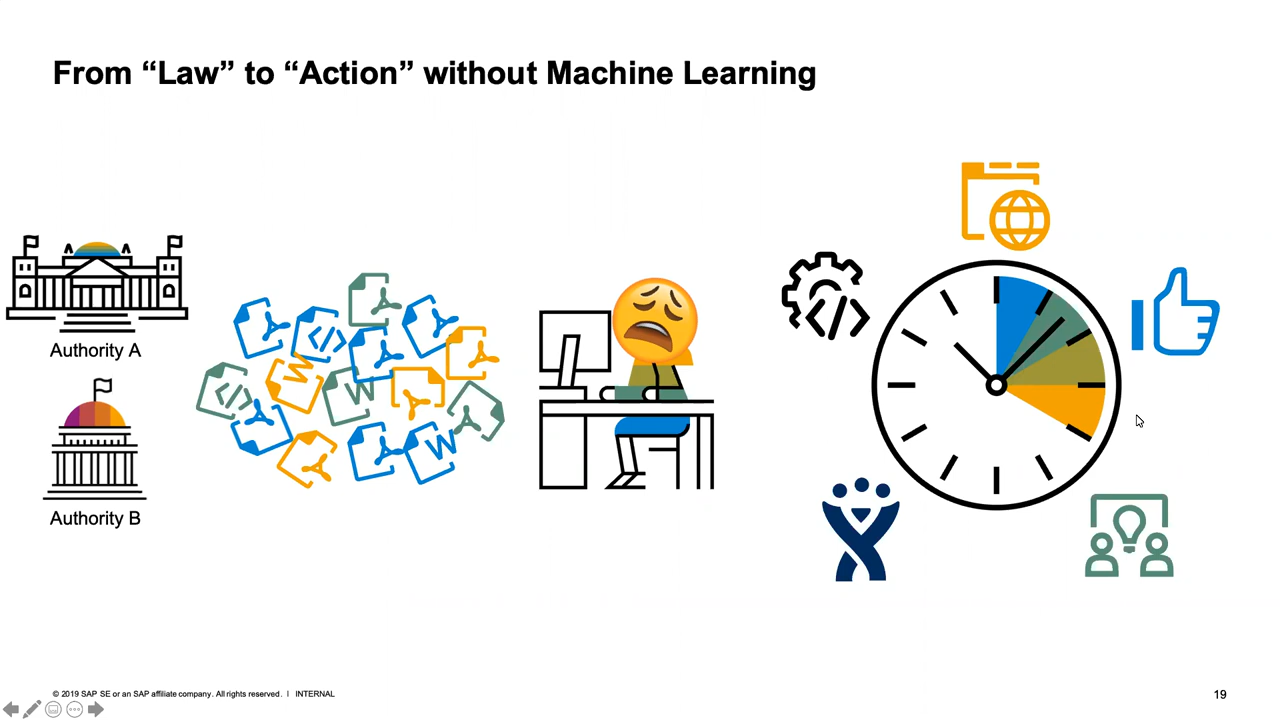 From “Law” to “Action” without Machine Learning
Authority A
Authority B
W
W
W
© 2019 SAP SE or an SAP affiliate company. All rights reserved. | INTERNAL
19